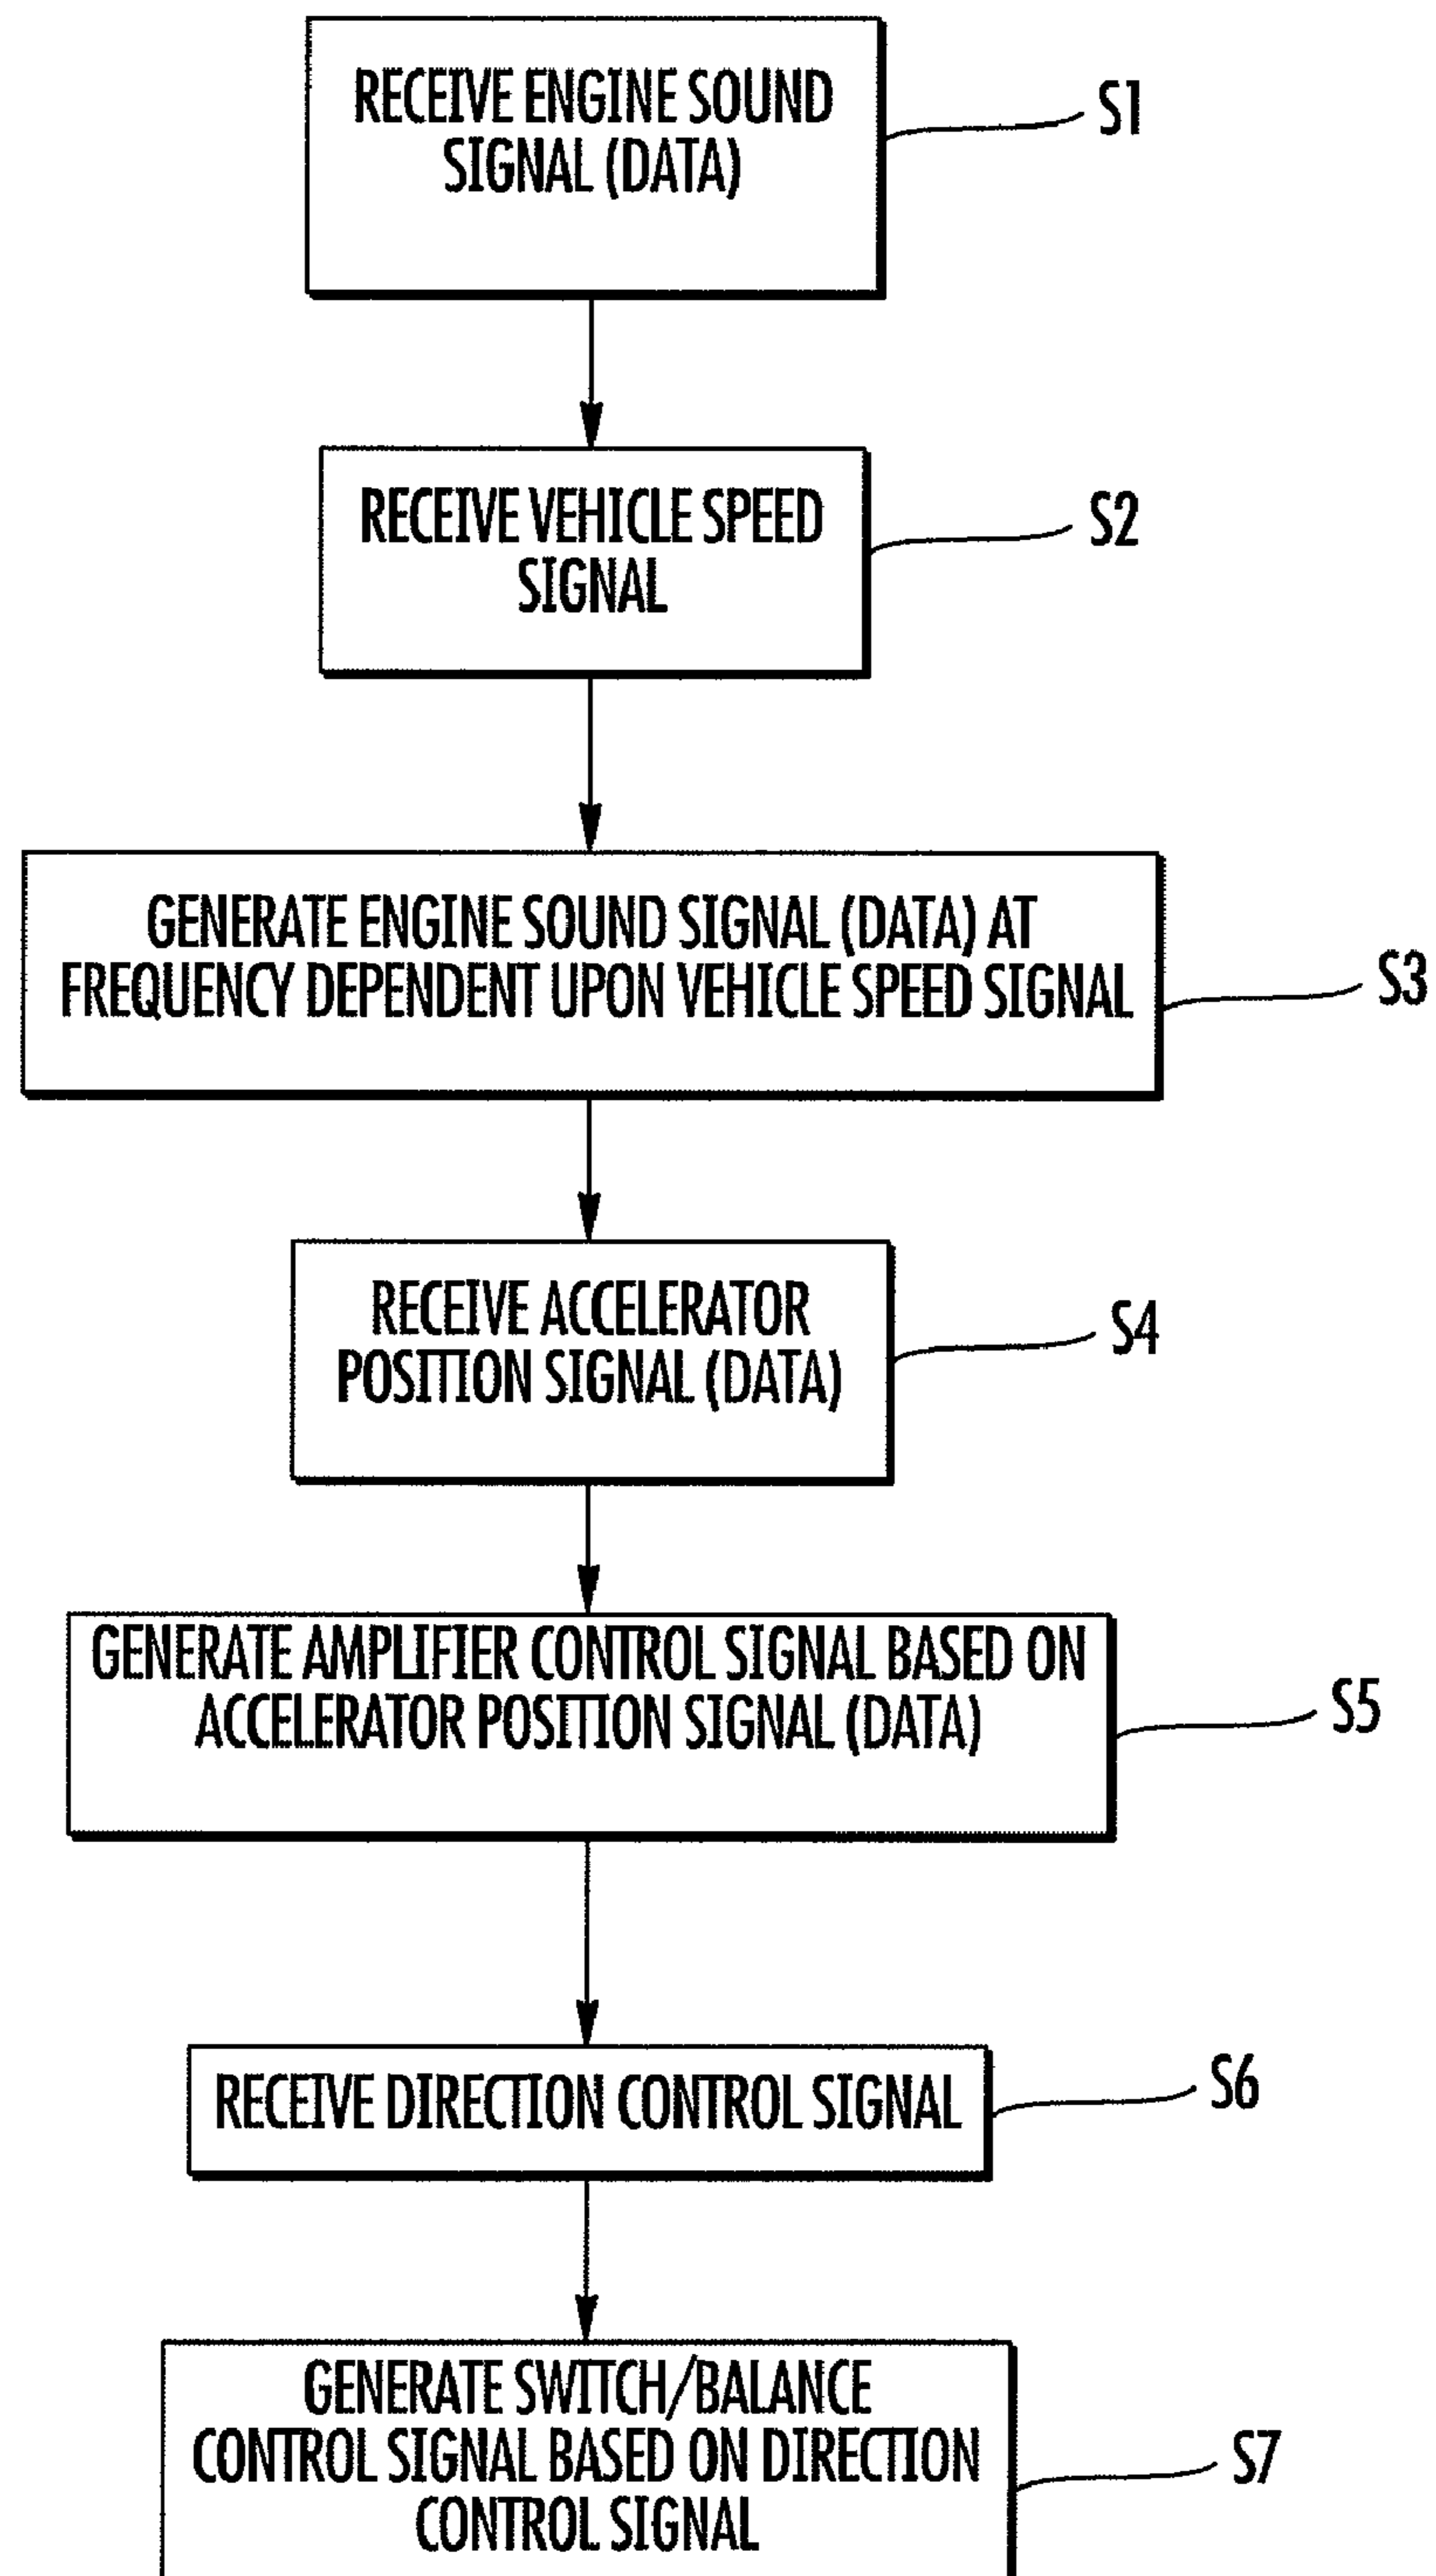 RECEIVE ENGINE SOUND
SIGNAL (DATA)
S1
RECEIVE VEHICLE SPEED
SIGNAL
S2
GENERATE ENGINE SOUND SIGNAL (DATA) AT
FREQUENCY DEPENDENT UPON VEHICLE SPEED SIGNAL
S3
RECEIVE ACCELERATOR
POSITION SIGNAL (DATA)
S4
GENERATE AMPLIFIER CONTROL SIGNAL BASED ON
ACCELERATOR POSITION SIGNAL (DATA)
S5
RECEIVE DIRECTION CONTROL SIGNAL
S6
GENERATE SWITCH/BALANCE
CONTROL SIGNAL BASED ON DIRECTION
CONTROL SIGNAL
S7